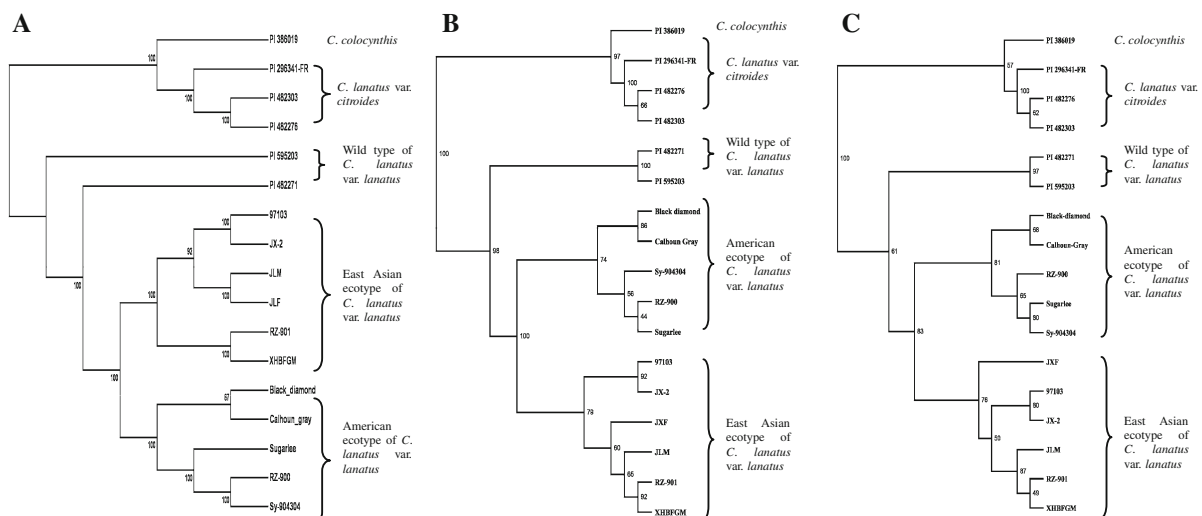 A
PI 386019
C. colocynthis
100
PI 296341-FR
100
PI 482303
100
PI 482276
C. lanatus var.
citroides
PI 595203
Wild type of
C. lanatus
var. lanatus
PI 482271
100
97103
100
JX-2
93
JLM
JLF
100
100
RZ-901
100
XHBFGM
East Asian
ecotype of
C. lanatus
var. lanatus
100
Black_diamond
67
Calhoun_gray
100
Sugarlee
100
RZ-900
100
Sy-904304
American
ecotype of C.
lanatus var.
lanatus
B
PI 386019
C. colocynthis
97
PI 296341-FR
100
PI 482276
66
PI 482303
C. lanatus var.
citroides
100
PI 482271
100
PI 595203
Wild type of
C. lanatus
var. lanatus
98
Black diamond
86
Calhoun Gray
74
Sy-904304
56
RZ-900
44
Sugarlee
American
ecotype of
C. lanatus
var. lanatus
100
97103
92
JX-2
78
JXF
60
JLM
65
RZ-901
92
XHBFGM
East Asian
ecotype of
C. lanatus
var. lanatus
C
PI 386019
C. colocynthis
57
PI 296341-FR
100
PI 482276
62
PI 482303
C. lanatus var.
citroides
100
PI 482271
97
PI 595203
Wild type of
C. lanatus
var. lanatus
61
Black-diamond
68
Calhoun-Gray
81
RZ-900
65
Sugarlee
80
Sy-904304
American
ecotype of
C. lanatus
var. lanatus
83
JXF
76
97103
60
JX-2
50
JLM
87
RZ-901
49
XHBFGM
East Asian
ecotype of
C. lanatus
var. lanatus